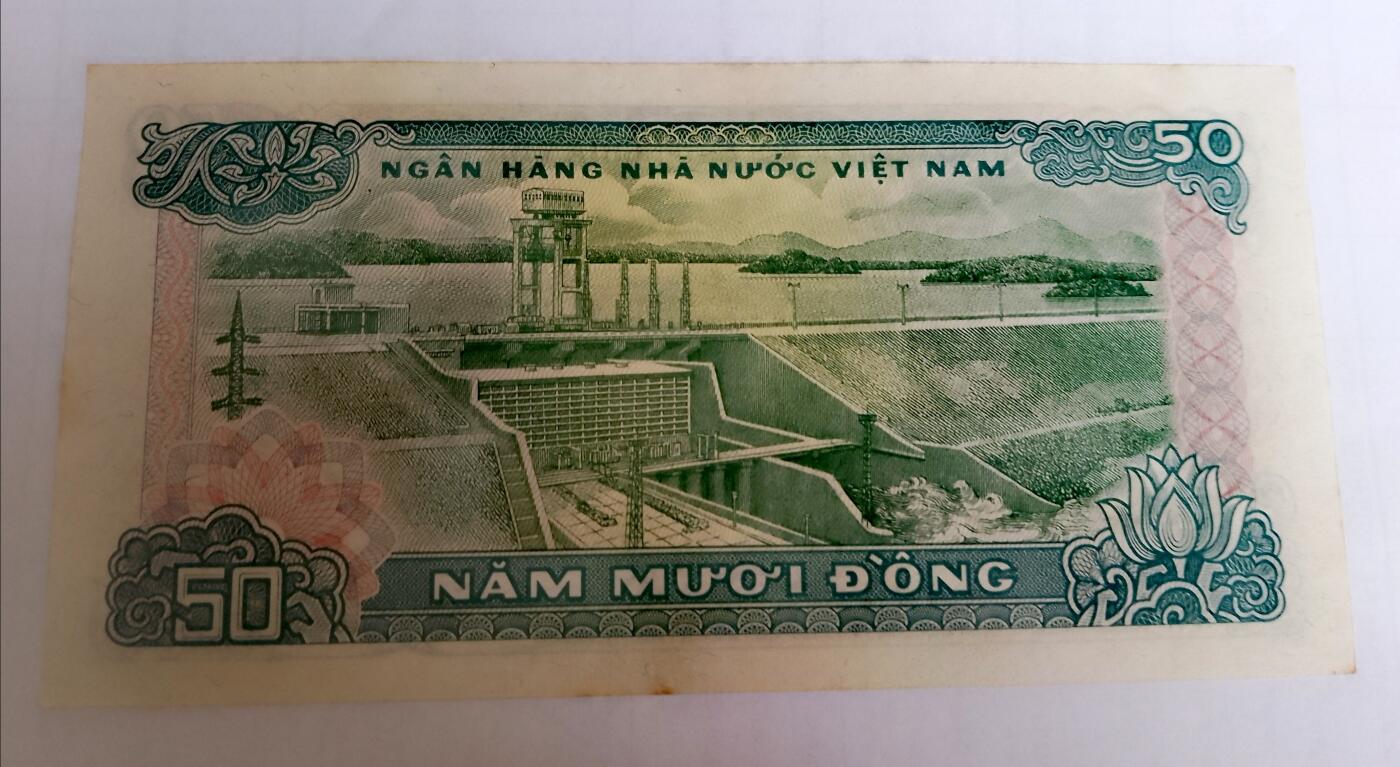 50
NGÂN HÀNG NHÀ NƯỚC VIỆT NAM
50
NĂM MƯƠI ĐỒNG